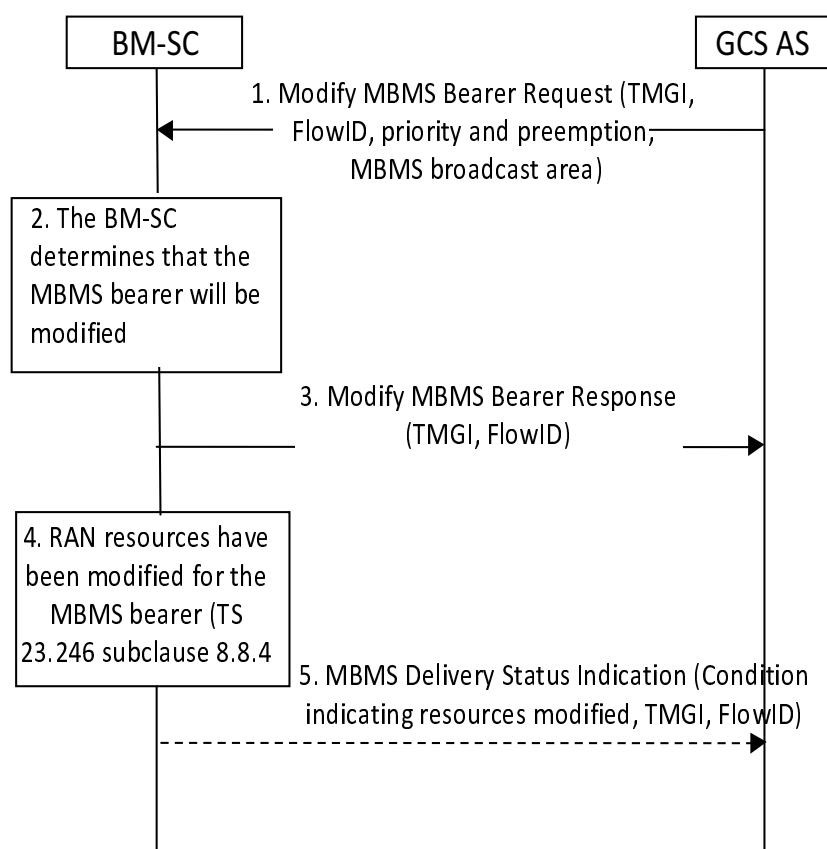 BM-SC
GCS AS
1. Modify MBMS Bearer Request (TMGI,
FlowID, priority and preemption,
MBMS broadcast area)
2. The BM-SC
determines that the
MBMS bearer will be
modified
3. Modify MBMS Bearer Response
(TMGI, FlowID)
4. RAN resources have
been modified for the
MBMS bearer (TS
23.246 subclause 8.8.4
5. MBMS Delivery Status Indication (Condition
indicating resources modified, TMGI, FlowID)